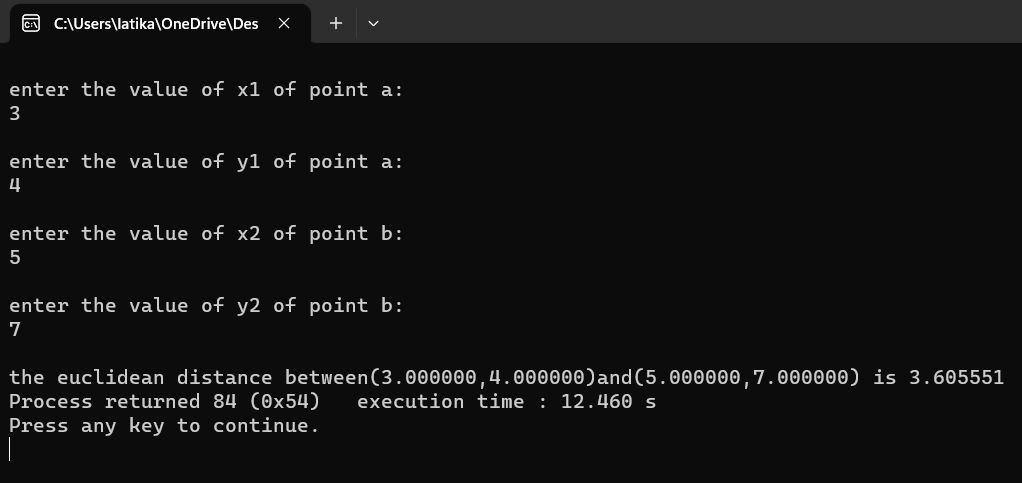 C:\Users\latika\OneDrive\Des
enter the value of x1 of point a:
3
enter the value of y1 of point a:
4
enter the value of x2 of point b:
5
enter the value of y2 of point b:
7
the euclidean distance between(3.000000,4.000000)and(5.000000,7.000000) is 3.605551
Process returned 84 (0x54)   execution time : 12.460 s
Press any key to continue.